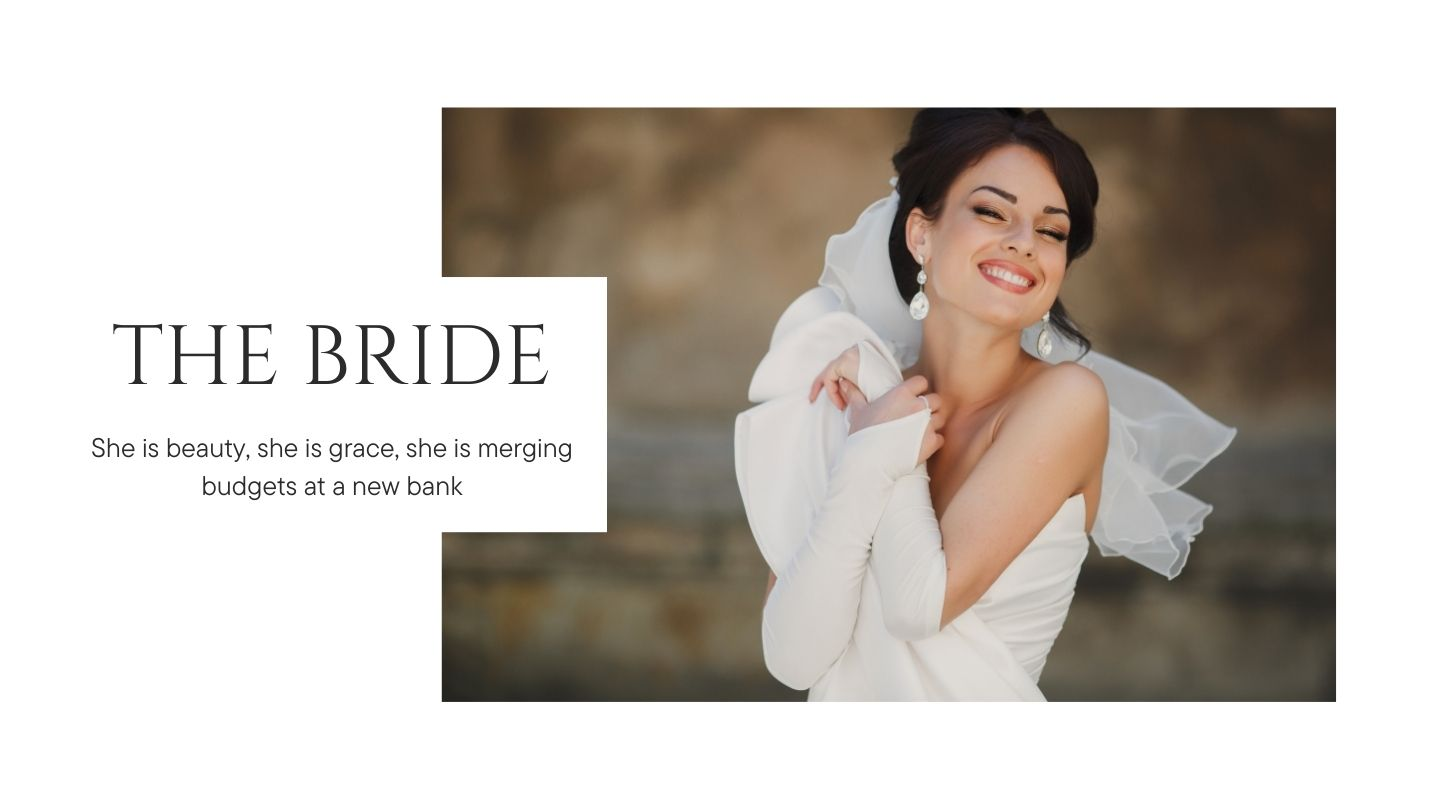 THE BRIDE
She is beauty, she is grace, she is merging
budgets at a new bank